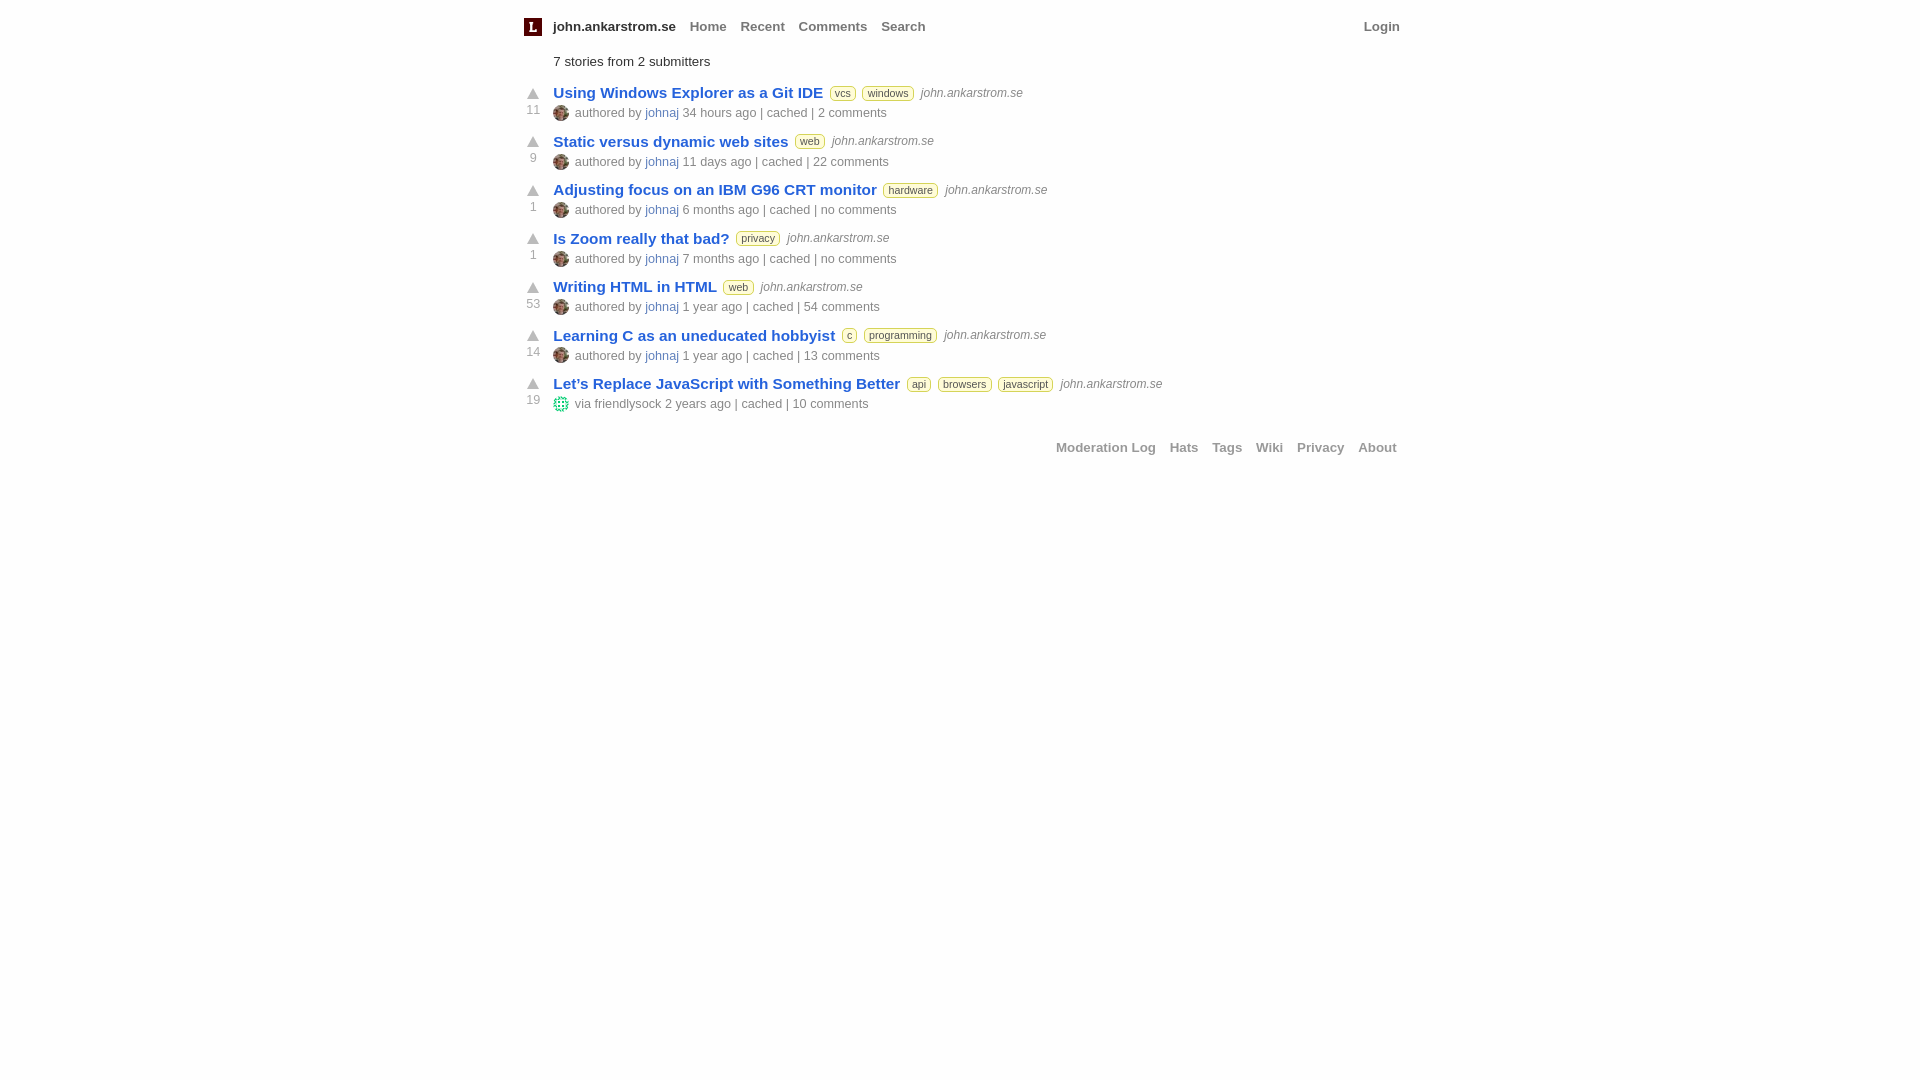 L john.ankarstrom.se Home Recent Comments Search Login
7 stories from 2 submitters
Using Windows Explorer as a Git IDE vcs windows john.ankarstrom.se
11 authored by johnaj 34 hours ago | cached | 2 comments
Static versus dynamic web sites web john.ankarstrom.se
9 authored by johnaj 11 days ago | cached | 22 comments
Adjusting focus on an IBM G96 CRT monitor hardware john.ankarstrom.se
1 authored by johnaj 6 months ago | cached | no comments
Is Zoom really that bad? privacy john.ankarstrom.se
1 authored by johnaj 7 months ago | cached | no comments
Writing HTML in HTML web john.ankarstrom.se
53 authored by johnaj 1 year ago | cached | 54 comments
Learning C as an uneducated hobbyist c programming john.ankarstrom.se
14 authored by johnaj 1 year ago | cached | 13 comments
Let’s Replace JavaScript with Something Better api browsers javascript john.ankarstrom.se
19 via friendlysock 2 years ago | cached | 10 comments
Moderation Log Hats Tags Wiki Privacy About